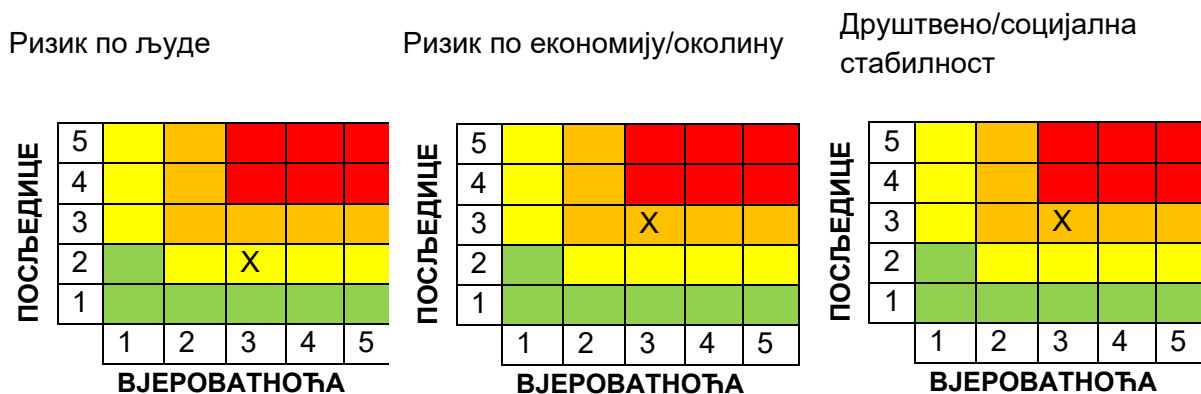 Ризик по људе
Ризик по економију/околину
Друштвено/социјална
стабилност
ПОСЉЕДИЦЕ
5
4
3
2 X
1
1 2 3 4 5
ВЈЕРОВАТНОЋА
ПОСЉЕДИЦЕ
5
4
3 X
2
1
1 2 3 4 5
ВЈЕРОВАТНОЋА
ПОСЉЕДИЦЕ
5
4
3 X
2
1
1 2 3 4 5
ВЈЕРОВАТНОЋА